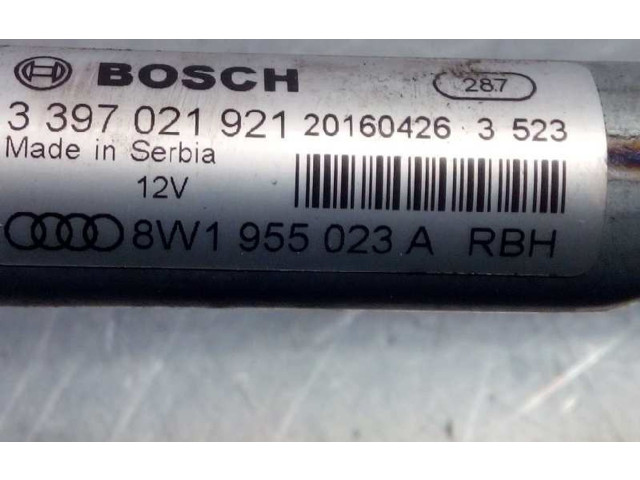 BOSCH 287
3 397 021 921 20160426 3 523
Made in Serbia
12V
8W1 955 023 A RBH